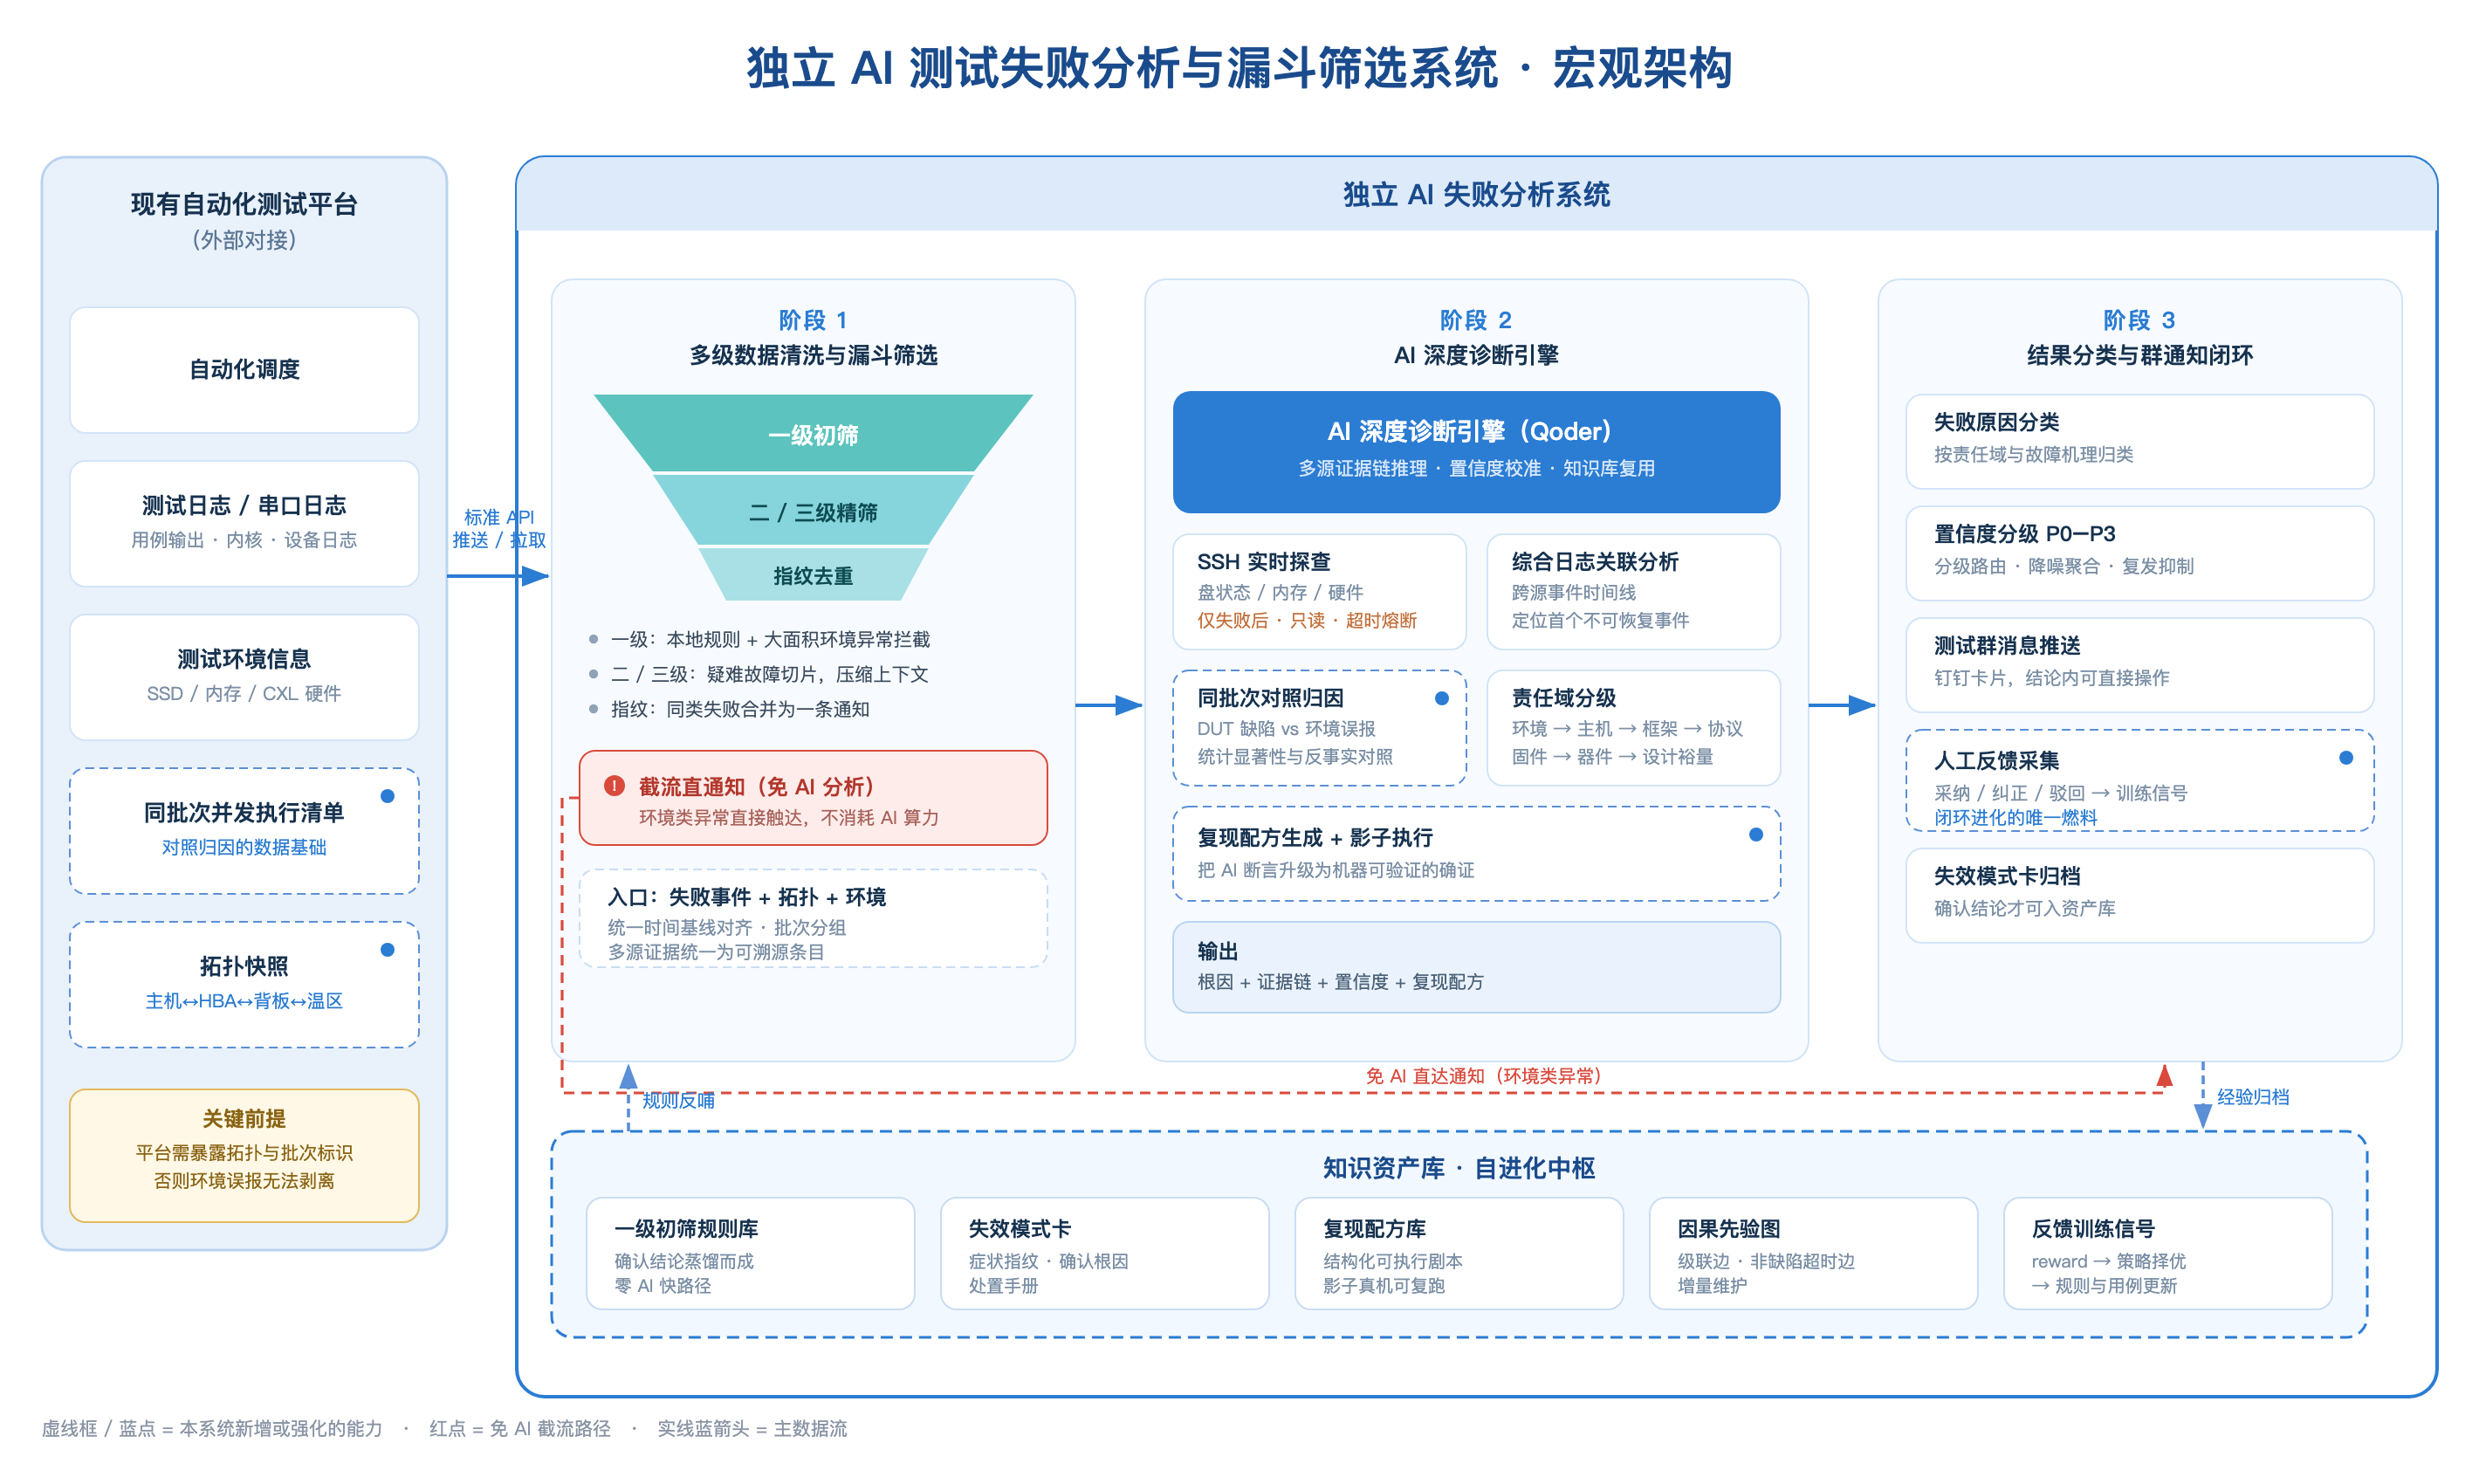 独立 AI 测试失败分析与漏斗筛选系统 · 宏观架构
现有自动化测试平台
（外部对接）
自动化调度
测试日志 / 串口日志
用例输出 · 内核 · 设备日志
测试环境信息
SSD / 内存 / CXL 硬件
同批次并发执行清单
对照归因的数据基础
拓扑快照
主机↔HBA↔背板↔温区
关键前提
平台需暴露拓扑与批次标识
否则环境误报无法剥离
标准 API
推送 / 拉取
独立 AI 失败分析系统
阶段 1
多级数据清洗与漏斗筛选
一级初筛
二 / 三级精筛
指纹去重
一级：本地规则 + 大面积环境异常拦截
二 / 三级：疑难故障切片，压缩上下文
指纹：同类失败合并为一条通知
! 截流直通知（免 AI 分析）
环境类异常直接触达，不消耗 AI 算力
入口：失败事件 + 拓扑 + 环境
统一时间基线对齐 · 批次分组
多源证据统一为可溯源条目
阶段 2
AI 深度诊断引擎
AI 深度诊断引擎（Qoder）
多源证据链推理 · 置信度校准 · 知识库复用
SSH 实时探查
盘状态 / 内存 / 硬件
仅失败后 · 只读 · 超时熔断
综合日志关联分析
跨源事件时间线
定位首个不可恢复事件
同批次对照归因
DUT 缺陷 vs 环境误报
统计显著性与反事实对照
责任域分级
环境 → 主机 → 框架 → 协议
固件 → 器件 → 设计裕量
复现配方生成 + 影子执行
把 AI 断言升级为机器可验证的确证
输出
根因 + 证据链 + 置信度 + 复现配方
阶段 3
结果分类与群通知闭环
失败原因分类
按责任域与故障机理归类
置信度分级 P0—P3
分级路由 · 降噪聚合 · 复发抑制
测试群消息推送
钉钉卡片，结论内可直接操作
人工反馈采集
采纳 / 纠正 / 驳回 → 训练信号
闭环进化的唯一燃料
失效模式卡归档
确认结论才可入资产库
免 AI 直达通知（环境类异常）
规则反哺
经验归档
知识资产库 · 自进化中枢
一级初筛规则库
确认结论蒸馏而成
零 AI 快路径
失效模式卡
症状指纹 · 确认根因
处置手册
复现配方库
结构化可执行剧本
影子真机可复跑
因果先验图
级联边 · 非缺陷超时边
增量维护
反馈训练信号
reward → 策略择优
→ 规则与用例更新
虚线框 / 蓝点 = 本系统新增或强化的能力 · 红点 = 免 AI 截流路径 · 实线蓝箭头 = 主数据流